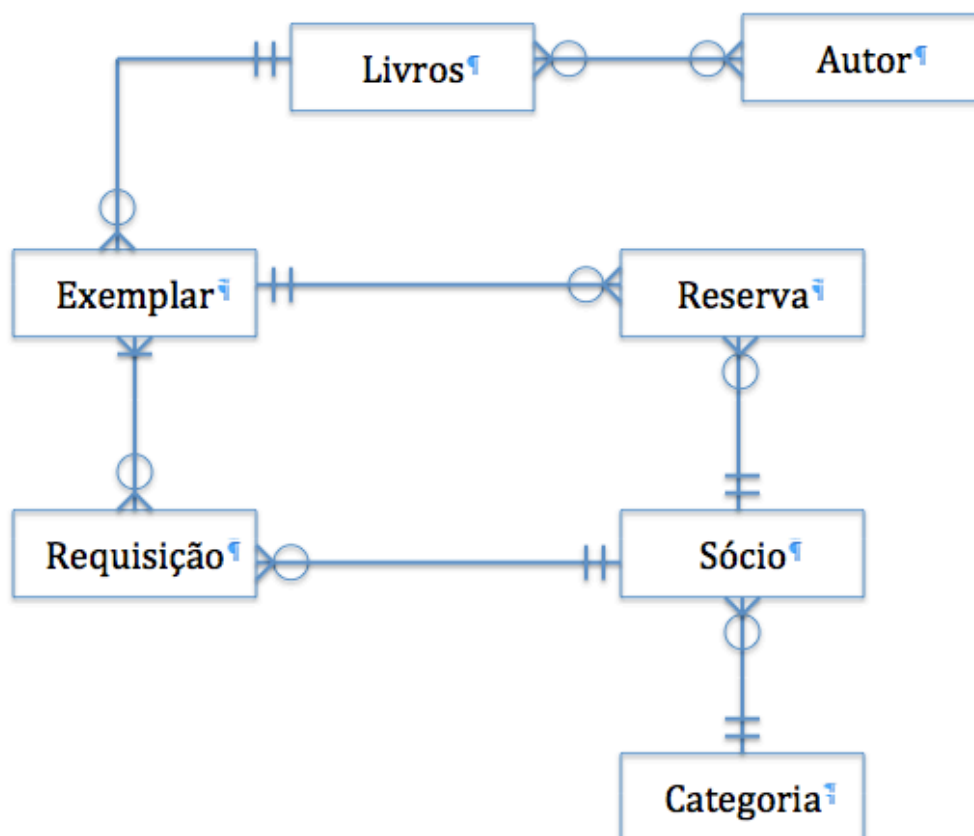 Livros¶
Autor¶
Exemplar¶
Reserva¶
Requisição¶
Sócio¶
Categoria¶